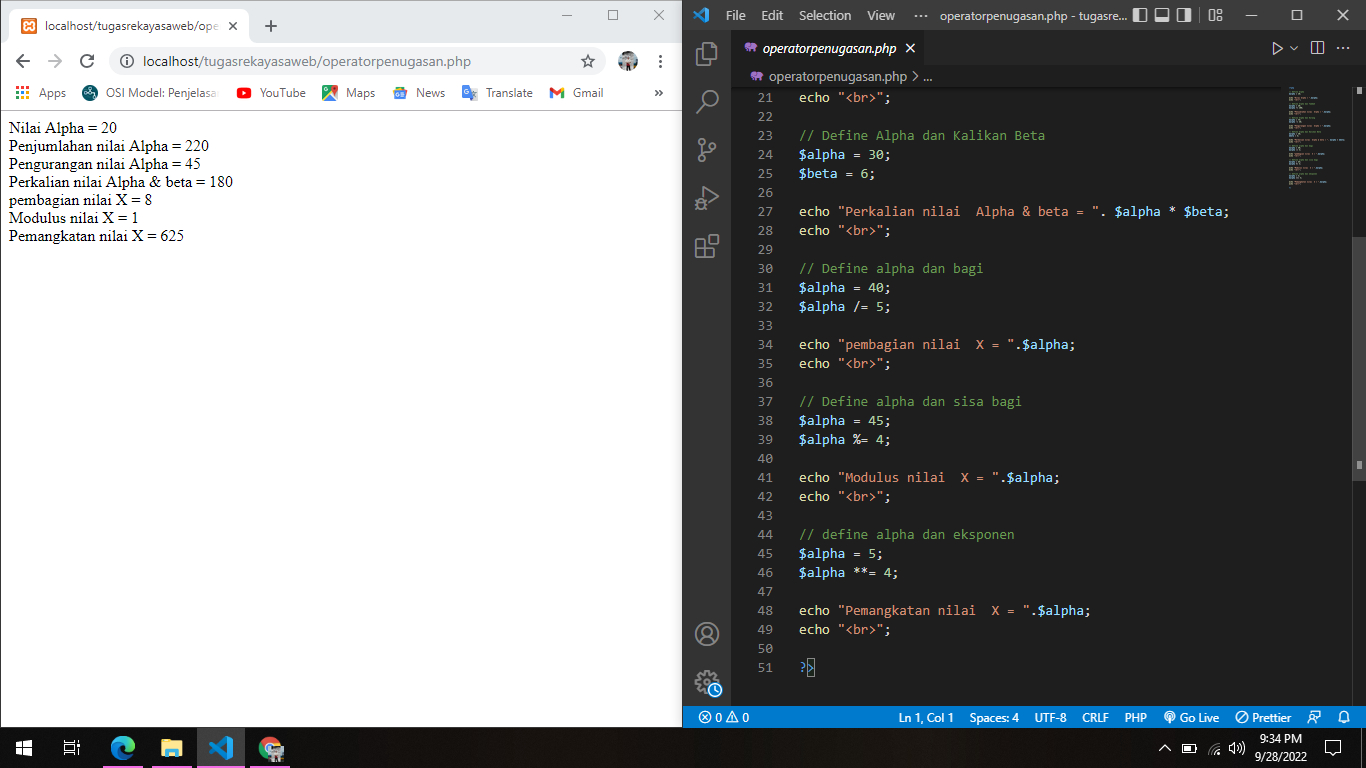 localhost/tugasrekayasaweb/ope
localhost/tugasrekayasaweb/operatorpenugasan.php
Apps OSI Model: Penjelasa YouTube Maps News Translate Gmail »
Nilai Alpha = 20
Penjumlahan nilai Alpha = 220
Pengurangan nilai Alpha = 45
Perkalian nilai Alpha & beta = 180
pembagian nilai X = 8
Modulus nilai X = 1
Pemangkatan nilai X = 625
File Edit Selection View ··· operatorpenugasan.php - tugasre...
operatorpenugasan.php
operatorpenugasan.php > ...
21 echo "<br>";
22
23 // Define Alpha dan Kalikan Beta
24 $alpha = 30;
25 $beta = 6;
26
27 echo "Perkalian nilai  Alpha & beta = ". $alpha * $beta;
28 echo "<br>";
29
30 // Define alpha dan bagi
31 $alpha = 40;
32 $alpha /= 5;
33
34 echo "pembagian nilai  X = ".$alpha;
35 echo "<br>";
36
37 // Define alpha dan sisa bagi
38 $alpha = 45;
39 $alpha %= 4;
40
41 echo "Modulus nilai  X = ".$alpha;
42 echo "<br>";
43
44 // define alpha dan eksponen
45 $alpha = 5;
46 $alpha **= 4;
47
48 echo "Pemangkatan nilai  X = ".$alpha;
49 echo "<br>";
50
51 ?>
0 0 Ln 1, Col 1 Spaces: 4 UTF-8 CRLF PHP Go Live Prettier
9:34 PM
9/28/2022